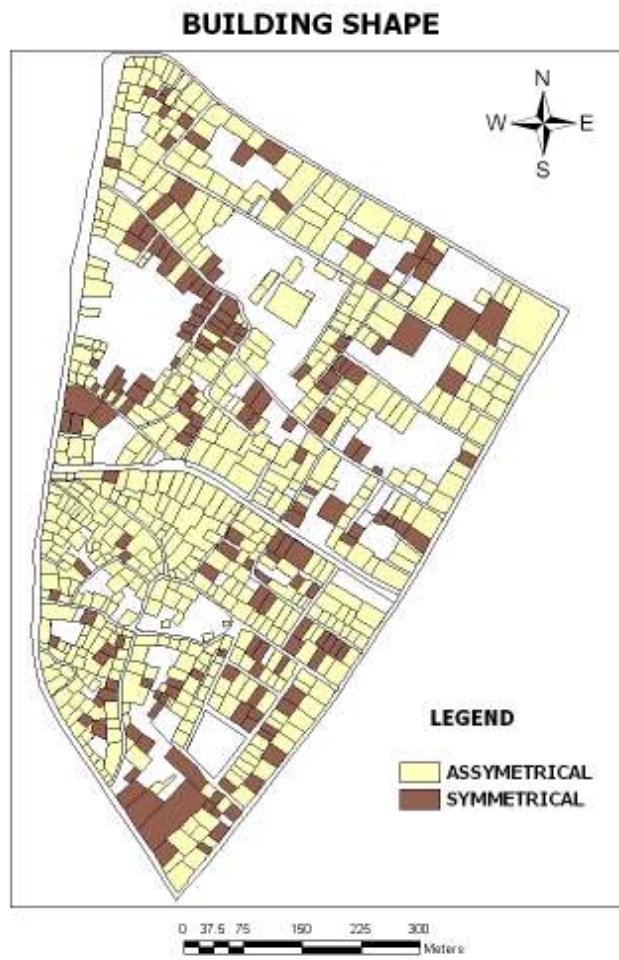 BUILDING SHAPE
N
W E
S
LEGEND
ASSYMETRICAL
SYMMETRICAL
0 37.5 75 150 225 300
Meters